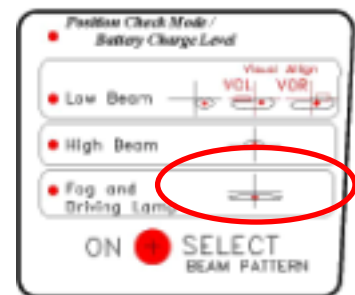 Position Check Mode /
Battery Charge Level
Visual Align
VOL VOR
Low Beam
High Beam
Fog and
Driving Lamp
ON SELECT
BEAM PATTERN